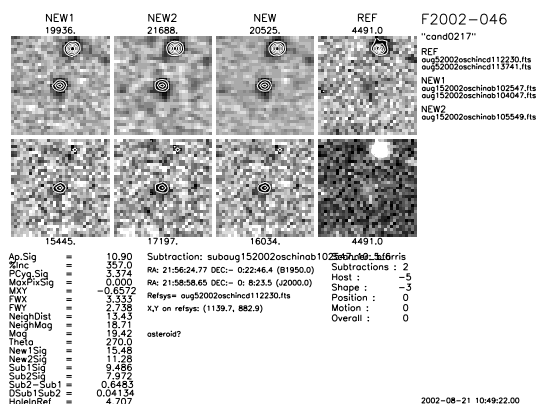 NEW1 NEW2 NEW REF F2002-046
19936. 21688. 20525. 4491.0
"cand0217"
REF
aug52002oschincd112230.fts
aug52002oschincd113741.fts
NEW1
aug152002oschinab102547.fts
aug152002oschinab104047.fts
NEW2
aug152002oschinab105549.fts
15445. 17197. 16034. 4491.0
Ap.Sig = 10.90
%Inc = 357.0
PCyg.Sig = 3.374
MaxPixSig = 0.000
MXY = -0.6572
FWX = 3.333
FWY = 2.738
NeighDist = 13.43
NeighMag = 18.71
Mag = 19.42
Theta = 270.0
New1Sig = 15.48
New2Sig = 11.28
Sub1Sig = 9.486
Sub2Sig = 7.972
Sub2-Sub1 = 0.6483
DSub1Sub2 = 0.04134
HoleInRef = 4.707
Subtraction: subaug152002oschinab
RA: 21:56:24.77 DEC:- 0:22:46.4 (B1950.0)
RA: 21:58:58.65 DEC:- 0: 8:23.5 (J2000.0)
Refsys= aug52002oschincd112230.fts
X,Y on refsys: (1139.7, 882.9)
asteroid?
Subtractions : 2
Host : -5
Shape : -3
Position : 0
Motion : 0
Overall : 0
2002-08-21 10:49:22.00